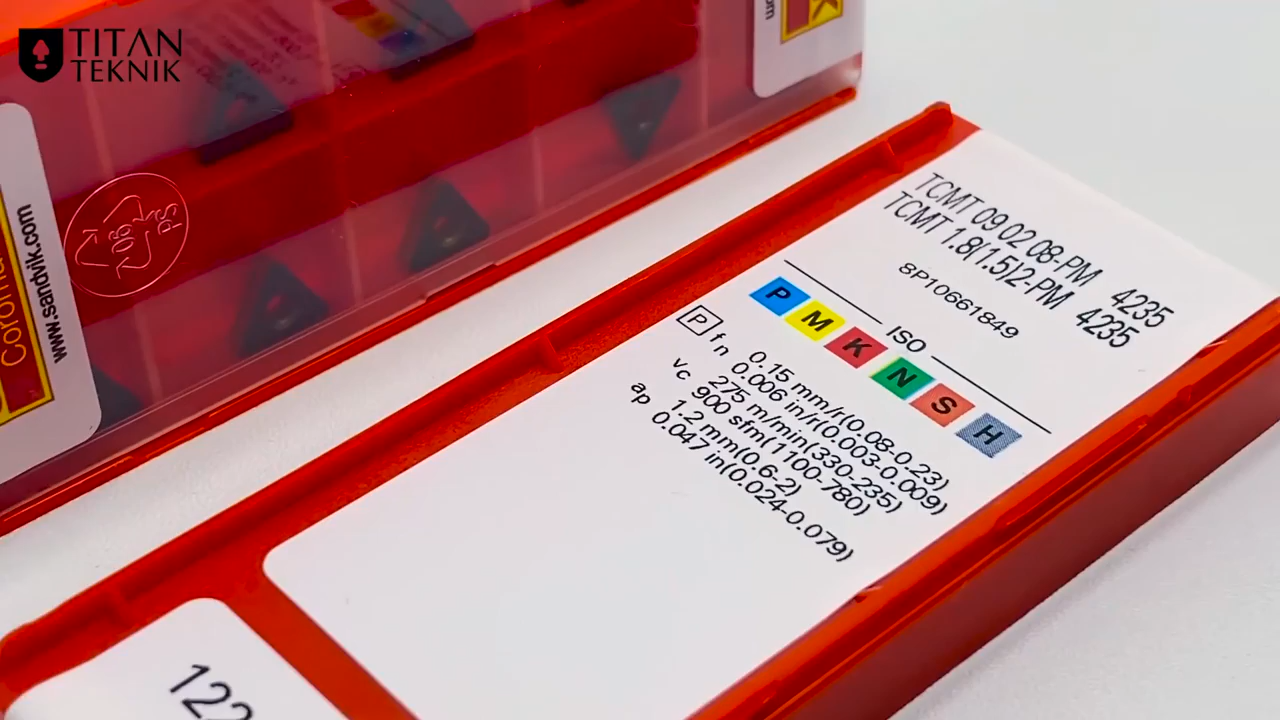 TITAN
TEKNIK
Coroma
www.sandvik.com
06
PS
TCMT 09 02 08-PM 4235
TCMT 1.8(1.5)2-PM 4235
8P10661849
ISO
P M K N S H
P fn 0.15 mm/r(0.08-0.23)
0.006 in/r(0.003-0.009)
vc 275 m/min(330-235)
900 sfm(1100-780)
ap 1.2 mm(0.6-2)
0.047 in(0.024-0.079)
122